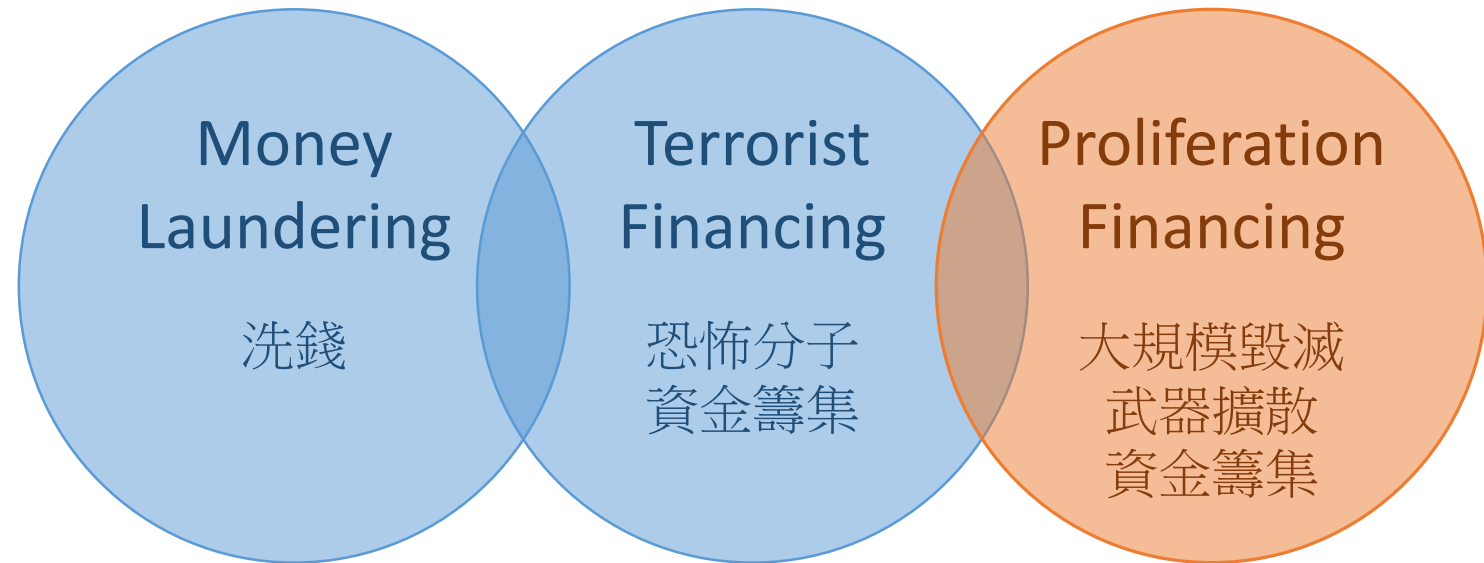 Money
Laundering
洗錢
Terrorist
Financing
恐怖分子
資金籌集
Proliferation
Financing
大規模毀滅
武器擴散
資金籌集